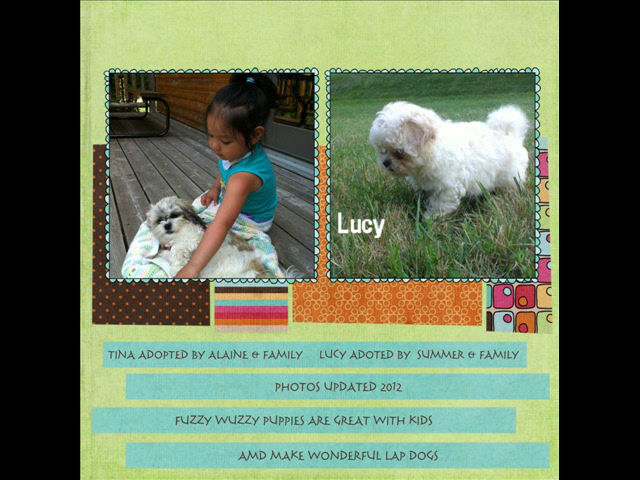 Lucy
TINA ADOPTED BY ALAINE & FAMILY LUCY ADOTED BY SUMMER & FAMILY
PHOTOS UPDATED 2012
FUZZY WUZZY PUPPIES ARE GREAT WITH KIDS
AMD MAKE WONDERFUL LAP DOGS